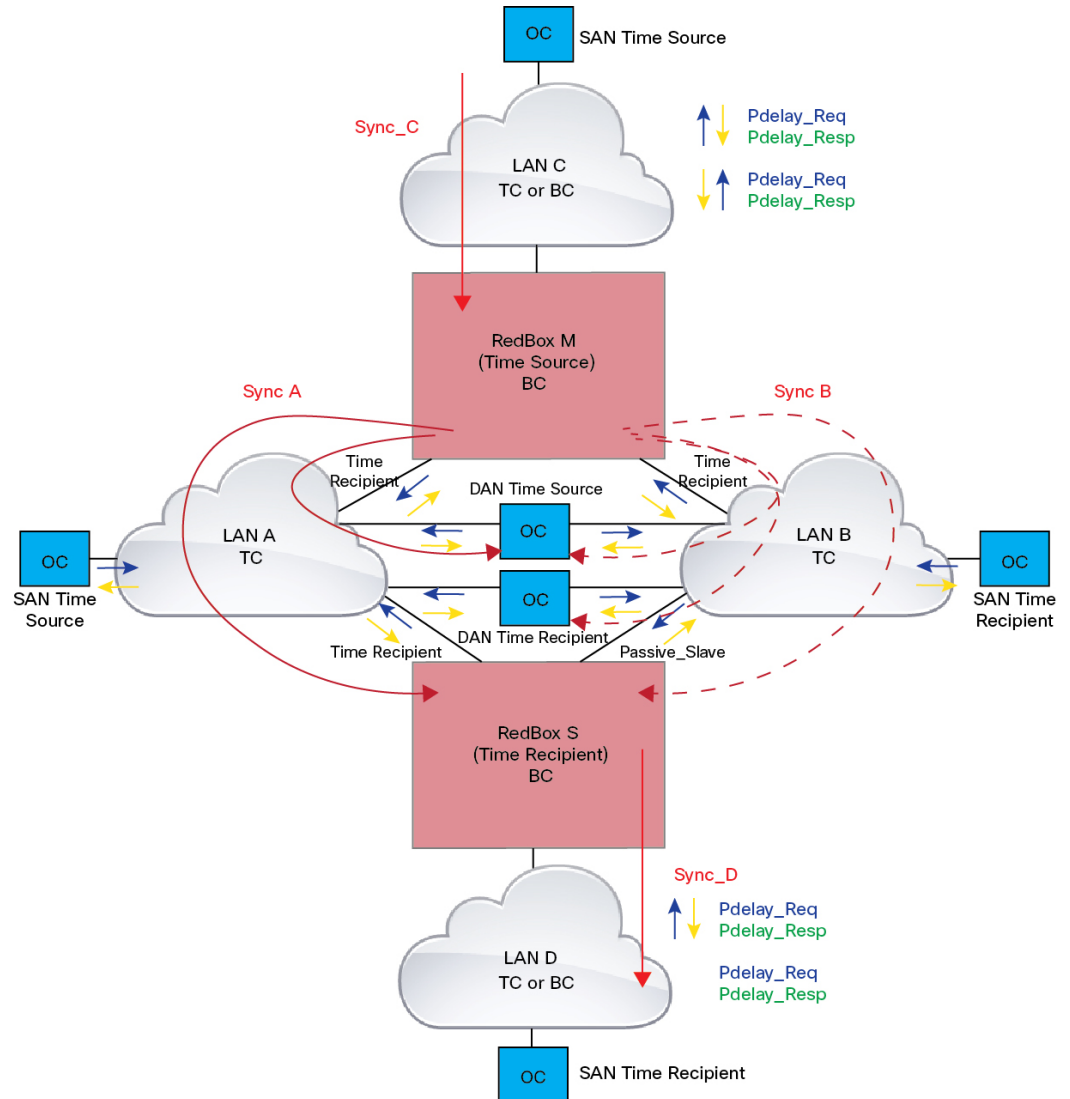 OC
SAN Time Source
Sync_C
Pdelay_Req
Pdelay_Resp
LAN C
TC or BC
Pdelay_Req
Pdelay_Resp
RedBox M
(Time Source)
BC
Sync A
Sync B
Time
Recipient
Time
Recipient
DAN Time Source
OC
LAN A
TC
LAN B
TC
OC
SAN Time
Source
OC
SAN Time
Recipient
OC
DAN Time Recipient
Time Recipient
Passive_Slave
RedBox S
(Time Recipient)
BC
Sync_D
Pdelay_Req
Pdelay_Resp
LAN D
TC or BC
Pdelay_Req
Pdelay_Resp
OC
SAN Time Recipient